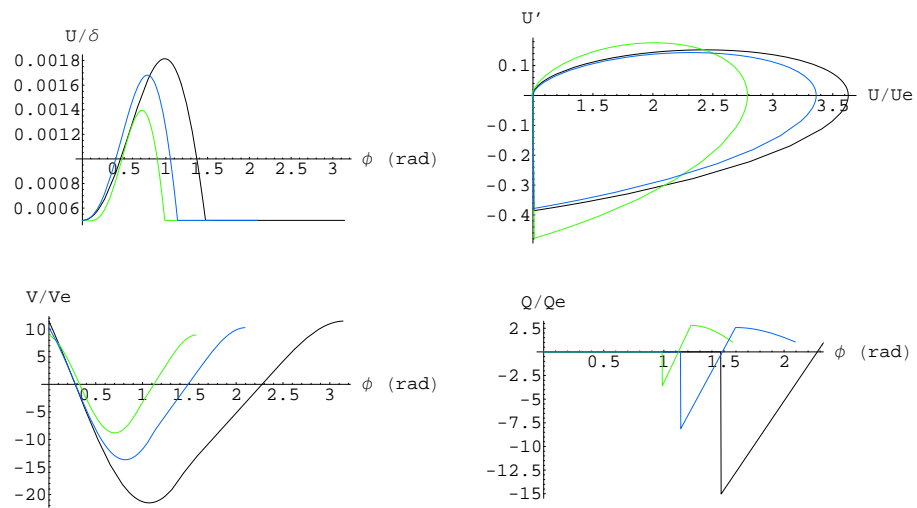 U/δ
0.0018
0.0016
0.0014
0.0012
0.0008
0.0006
0.5 1 1.5 2 2.5 3
ϕ (rad)
U’
0.1
-0.1
-0.2
-0.3
-0.4
1.5 2 2.5 3 3.5
U/Ue
V/Ve
10
5
-5
-10
-15
-20
0.5 1 1.5 2 2.5 3
ϕ (rad)
Q/Qe
2.5
-2.5
-5
-7.5
-10
-12.5
-15
0.5 1 1.5 2
ϕ (rad)